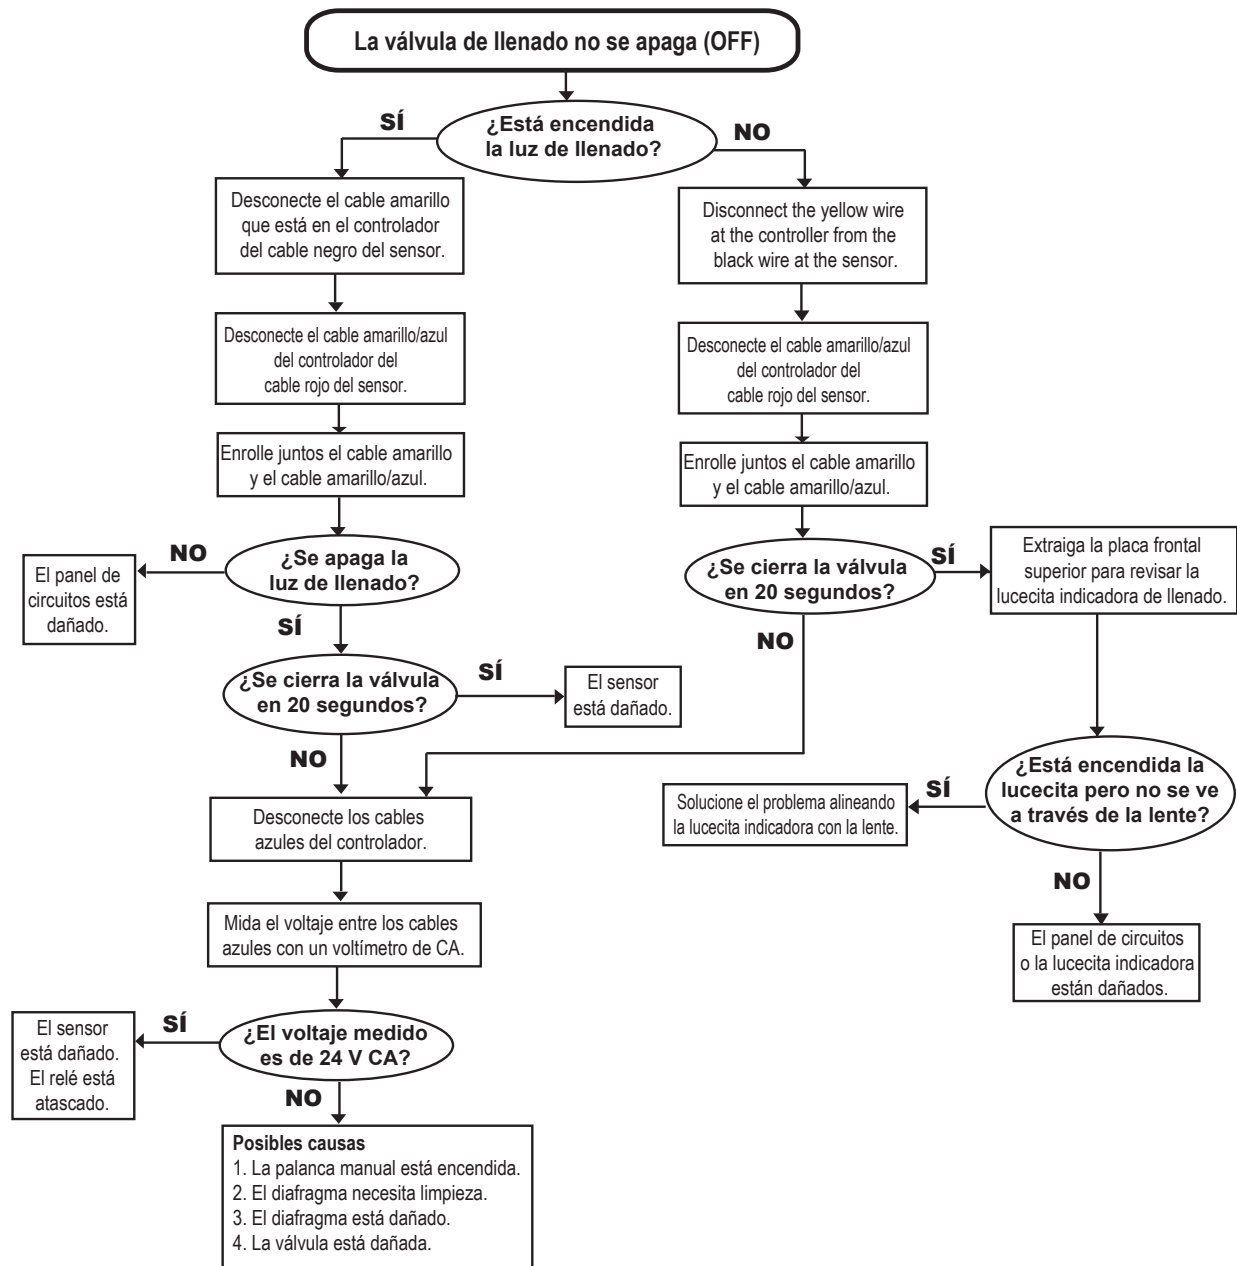 La válvula de llenado no se apaga (OFF)
¿Está encendida
la luz de llenado?
SÍ
NO
Desconecte el cable amarillo
que está en el controlador
del cable negro del sensor.
Disconnect the yellow wire
at the controller from the
black wire at the sensor.
Desconecte el cable amarillo/azul
del controlador del
cable rojo del sensor.
Desconecte el cable amarillo/azul
del controlador del
cable rojo del sensor.
Enrolle juntos el cable amarillo
y el cable amarillo/azul.
Enrolle juntos el cable amarillo
y el cable amarillo/azul.
¿Se apaga la
luz de llenado?
NO
El panel de
circuitos está
dañado.
SÍ
¿Se cierra la válvula
en 20 segundos?
SÍ
Extraiga la placa frontal
superior para revisar la
lucecita indicadora de llenado.
NO
¿Se cierra la válvula
en 20 segundos?
SÍ
El sensor
está dañado.
NO
¿Está encendida la
lucecita pero no se ve
a través de la lente?
SÍ
Solucione el problema alineando
la lucecita indicadora con la lente.
NO
El panel de circuitos
o la lucecita indicadora
están dañados.
Desconecte los cables
azules del controlador.
Mida el voltaje entre los cables
azules con un voltímetro de CA.
¿El voltaje medido
es de 24 V CA?
SÍ
El sensor
está dañado.
El relé está
atascado.
NO
Posibles causas
1. La palanca manual está encendida.
2. El diafragma necesita limpieza.
3. El diafragma está dañado.
4. La válvula está dañada.